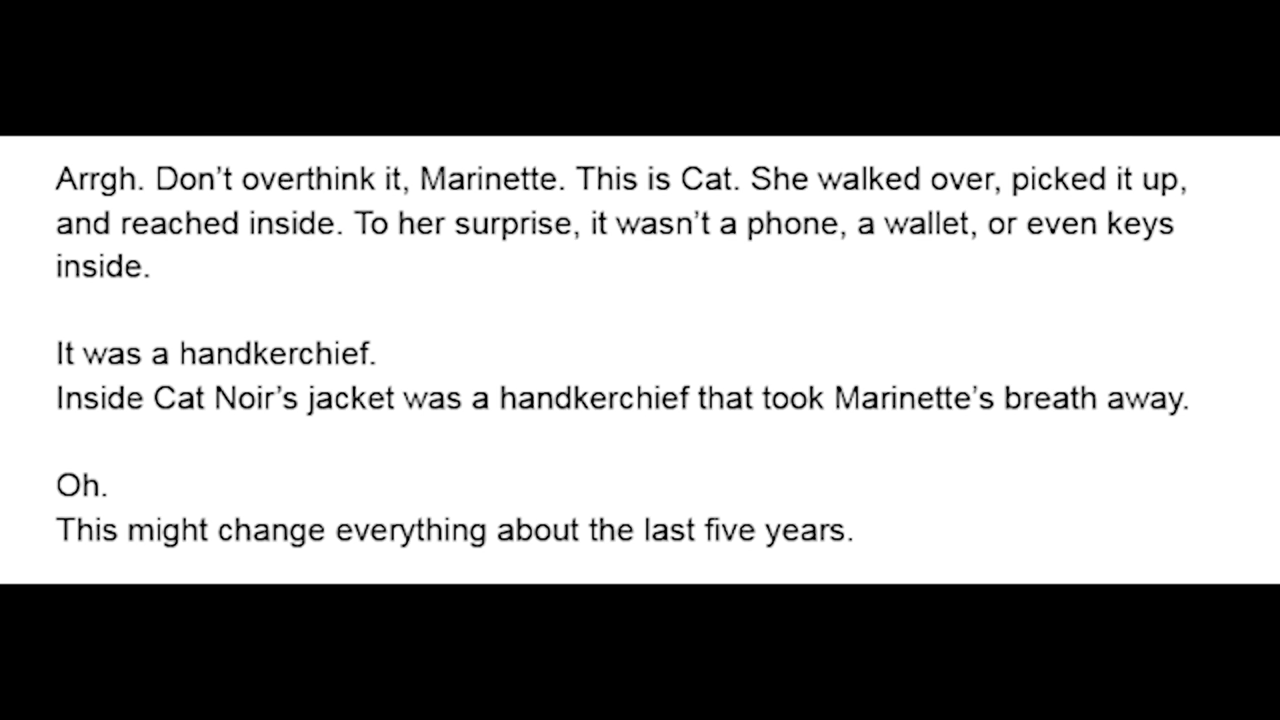 Arrgh. Don’t overthink it, Marinette. This is Cat. She walked over, picked it up,
and reached inside. To her surprise, it wasn’t a phone, a wallet, or even keys
inside.
It was a handkerchief.
Inside Cat Noir’s jacket was a handkerchief that took Marinette’s breath away.
Oh.
This might change everything about the last five years.